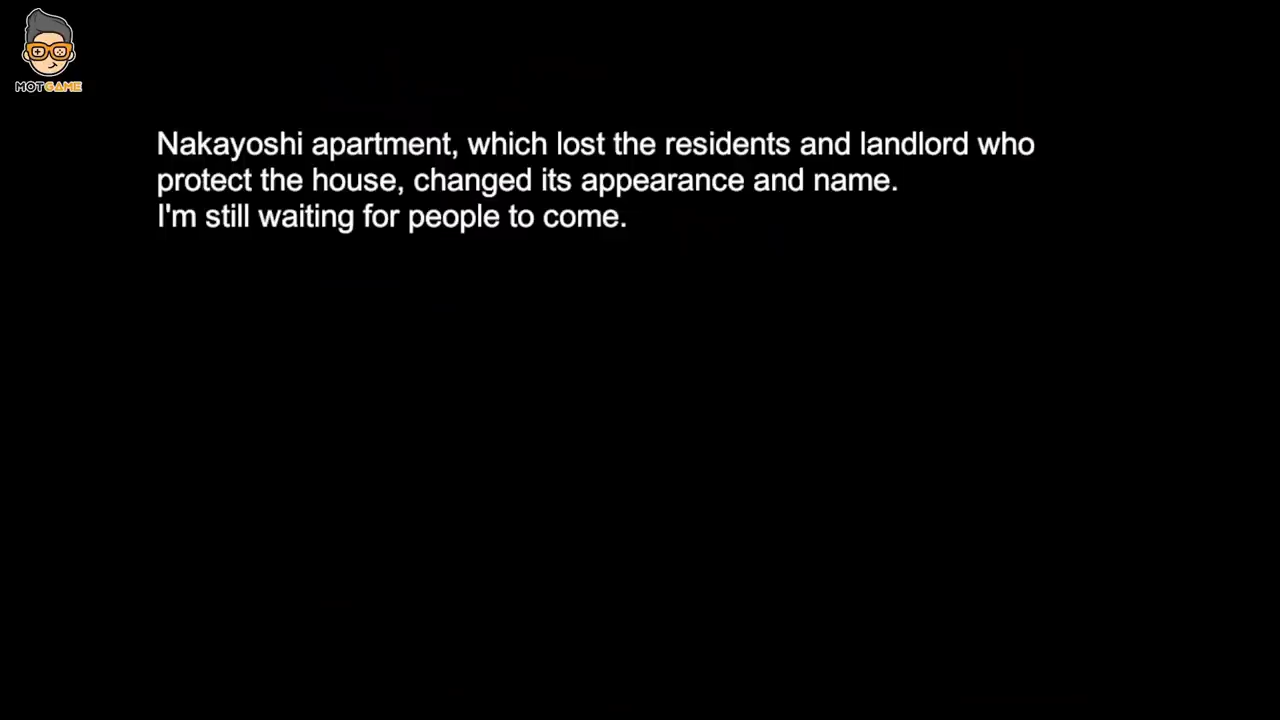 MOTGAME
Nakayoshi apartment, which lost the residents and landlord who
protect the house, changed its appearance and name.
I'm still waiting for people to come.